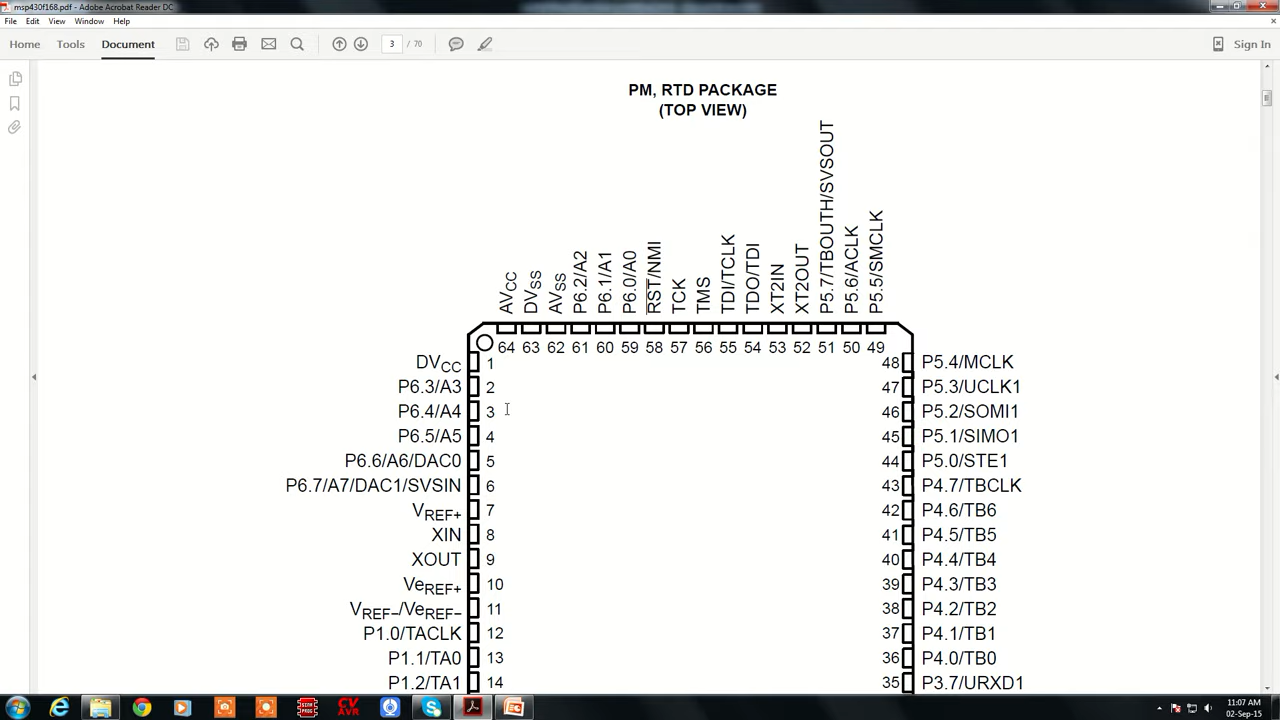 msp430f168.pdf - Adobe Acrobat Reader DC
File Edit View Window Help
Home Tools Document 3 / 70 Sign In
PM, RTD PACKAGE
(TOP VIEW)
AVCC
DVSS
AVSS
P6.2/A2
P6.1/A1
P6.0/A0
RST/NMI
TCK
TMS
TDI/TCLK
TDO/TDI
XT2IN
XT2OUT
P5.7/TBOUTH/SVSOUT
P5.6/ACLK
P5.5/SMCLK
64 63 62 61 60 59 58 57 56 55 54 53 52 51 50 49
DVCC 1 48 P5.4/MCLK
P6.3/A3 2 47 P5.3/UCLK1
P6.4/A4 3 46 P5.2/SOMI1
P6.5/A5 4 45 P5.1/SIMO1
P6.6/A6/DAC0 5 44 P5.0/STE1
P6.7/A7/DAC1/SVSIN 6 43 P4.7/TBCLK
VREF+ 7 42 P4.6/TB6
XIN 8 41 P4.5/TB5
XOUT 9 40 P4.4/TB4
VeREF+ 10 39 P4.3/TB3
VREF−/VeREF− 11 38 P4.2/TB2
P1.0/TACLK 12 37 P4.1/TB1
P1.1/TA0 13 36 P4.0/TB0
P1.2/TA1 14 35 P3.7/URXD1
CV
AVR
11:07 AM
02-Sep-15